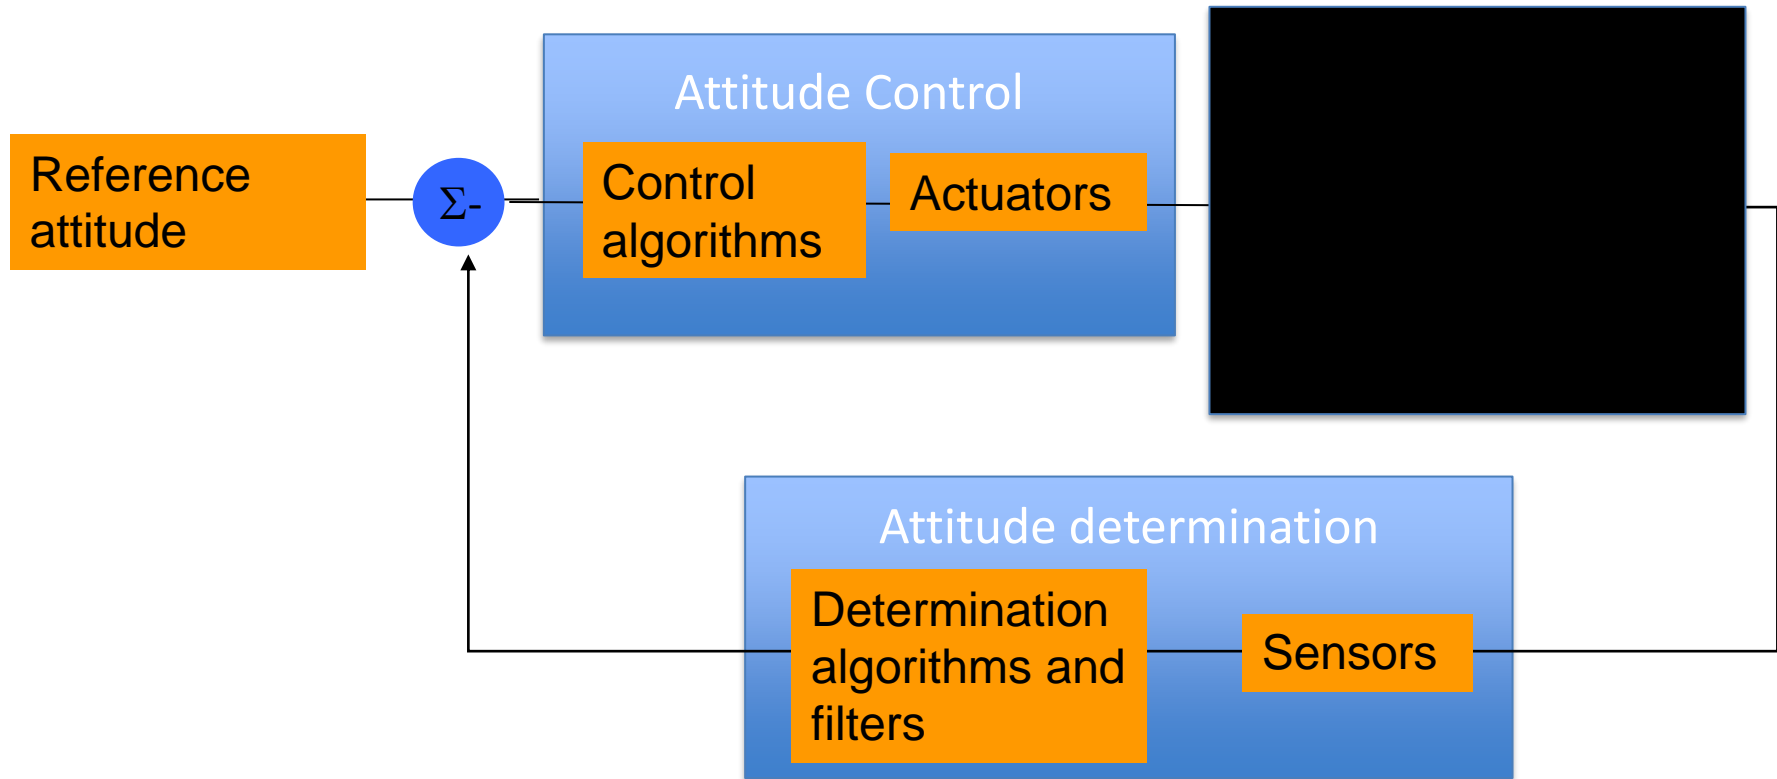 Attitude Control
Reference
attitude
Σ-
Control
algorithms
Actuators
Attitude determination
Determination
algorithms and
filters
Sensors